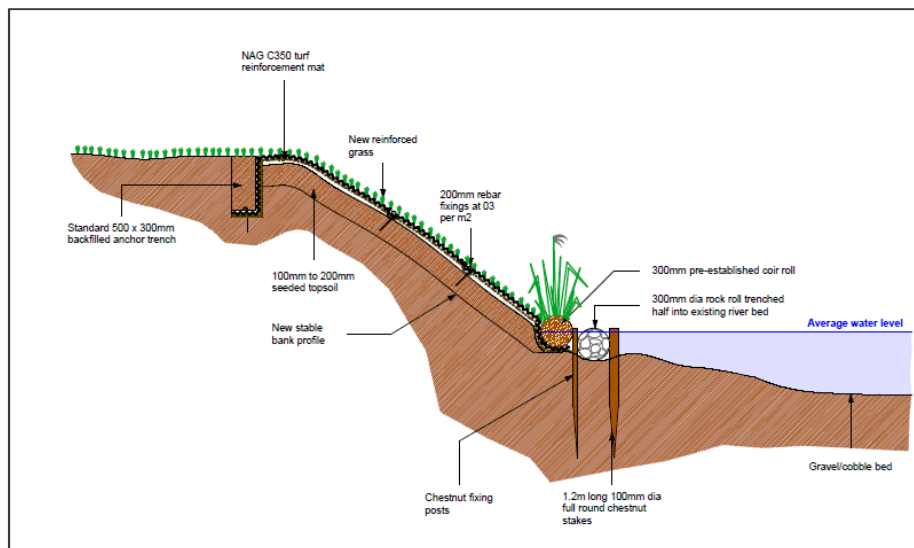 NAG C350 turf
reinforcement mat
New reinforced
grass
200mm rebar
fixings at 03
per m2
Standard 500 x 300mm
backfilled anchor trench
100mm to 200mm
seeded topsoil
New stable
bank profile
300mm pre-established coir roll
300mm dia rock roll trenched
half into existing river bed
Average water level
Gravel/cobble bed
Chestnut fixing
posts
1.2m long 100mm dia
full round chestnut
stakes